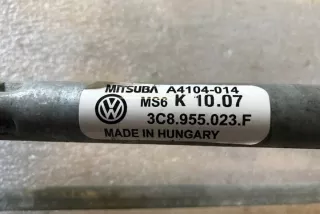 MITSUBA A4104-014
MS6 K 10.07
3C8.955.023.F
MADE IN HUNGARY